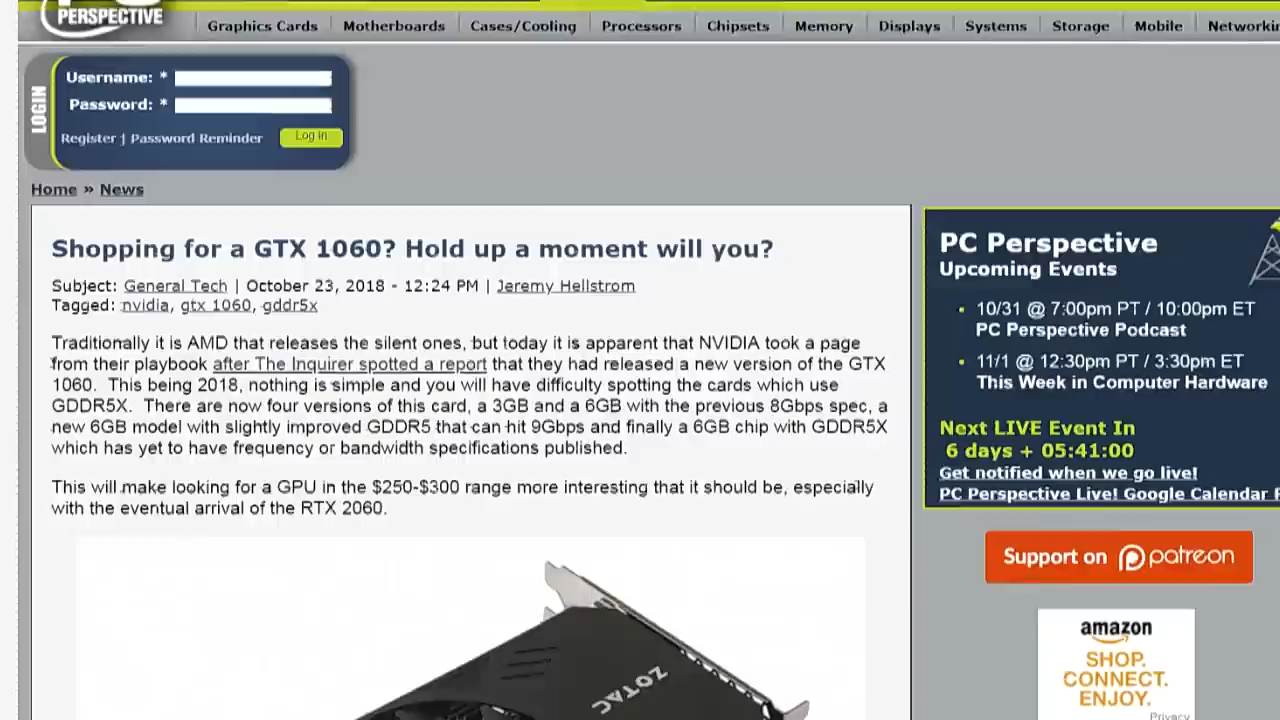 PERSPECTIVE
Graphics Cards
Motherboards
Cases/Cooling
Processors
Chipsets
Memory
Displays
Systems
Storage
Mobile
LOGIN
Username: *
Password: *
Register | Password Reminder
Log in
Home » News
Shopping for a GTX 1060? Hold up a moment will you?
Subject: General Tech | October 23, 2018 - 12:24 PM | Jeremy Hellstrom
Tagged: nvidia, gtx 1060, gddr5x
Traditionally it is AMD that releases the silent ones, but today it is apparent that NVIDIA took a page
from their playbook after The Inquirer spotted a report that they had released a new version of the GTX
1060. This being 2018, nothing is simple and you will have difficulty spotting the cards which use
GDDR5X. There are now four versions of this card, a 3GB and a 6GB with the previous 8Gbps spec, a
new 6GB model with slightly improved GDDR5 that can hit 9Gbps and finally a 6GB chip with GDDR5X
which has yet to have frequency or bandwidth specifications published.
This will make looking for a GPU in the $250-$300 range more interesting that it should be, especially
with the eventual arrival of the RTX 2060.
ZOTAC
PC Perspective
Upcoming Events
10/31 @ 7:00pm PT / 10:00pm ET
PC Perspective Podcast
11/1 @ 12:30pm PT / 3:30pm ET
This Week in Computer Hardware
Next LIVE Event In
6 days + 05:41:00
Get notified when we go live!
PC Perspective Live! Google Calendar
Support on patreon
amazon
SHOP.
CONNECT.
ENJOY.
Privacy